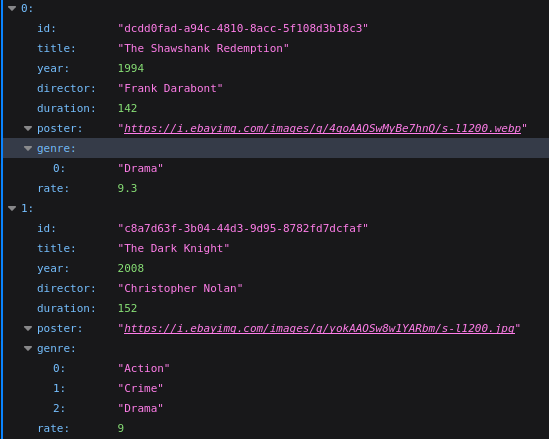 0:
id: "dcdd0fad-a94c-4810-8acc-5f108d3b18c3"
title: "The Shawshank Redemption"
year: 1994
director: "Frank Darabont"
duration: 142
poster: "https://i.ebayimg.com/images/g/4goAAOSwMyBe7hnQ/s-l1200.webp"
genre:
0: "Drama"
rate: 9.3
1:
id: "c8a7d63f-3b04-44d3-9d95-8782fd7dcfaf"
title: "The Dark Knight"
year: 2008
director: "Christopher Nolan"
duration: 152
poster: "https://i.ebayimg.com/images/g/yokAAOSw8w1YARbm/s-l1200.jpg"
genre:
0: "Action"
1: "Crime"
2: "Drama"
rate: 9